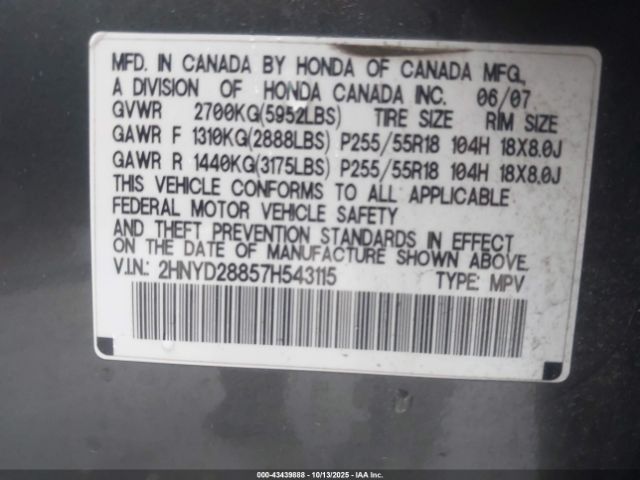 MFD. IN CANADA BY HONDA OF CANADA MFG.,
A DIVISION OF HONDA CANADA INC. 06/07
GVWR 2700KG(5952LBS) TIRE SIZE RIM SIZE
GAWR F 1310KG(2888LBS) P255/55R18 104H 18X8.0J
GAWR R 1440KG(3175LBS) P255/55R18 104H 18X8.0J
THIS VEHICLE CONFORMS TO ALL APPLICABLE
FEDERAL MOTOR VEHICLE SAFETY
AND THEFT PREVENTION STANDARDS IN EFFECT
ON THE DATE OF MANUFACTURE SHOWN ABOVE.
V.I.N.: 2HNYD28857H543115 TYPE: MPV
000-43439888 - 10/13/2025 - Copyright © 2025 IAA, Inc.